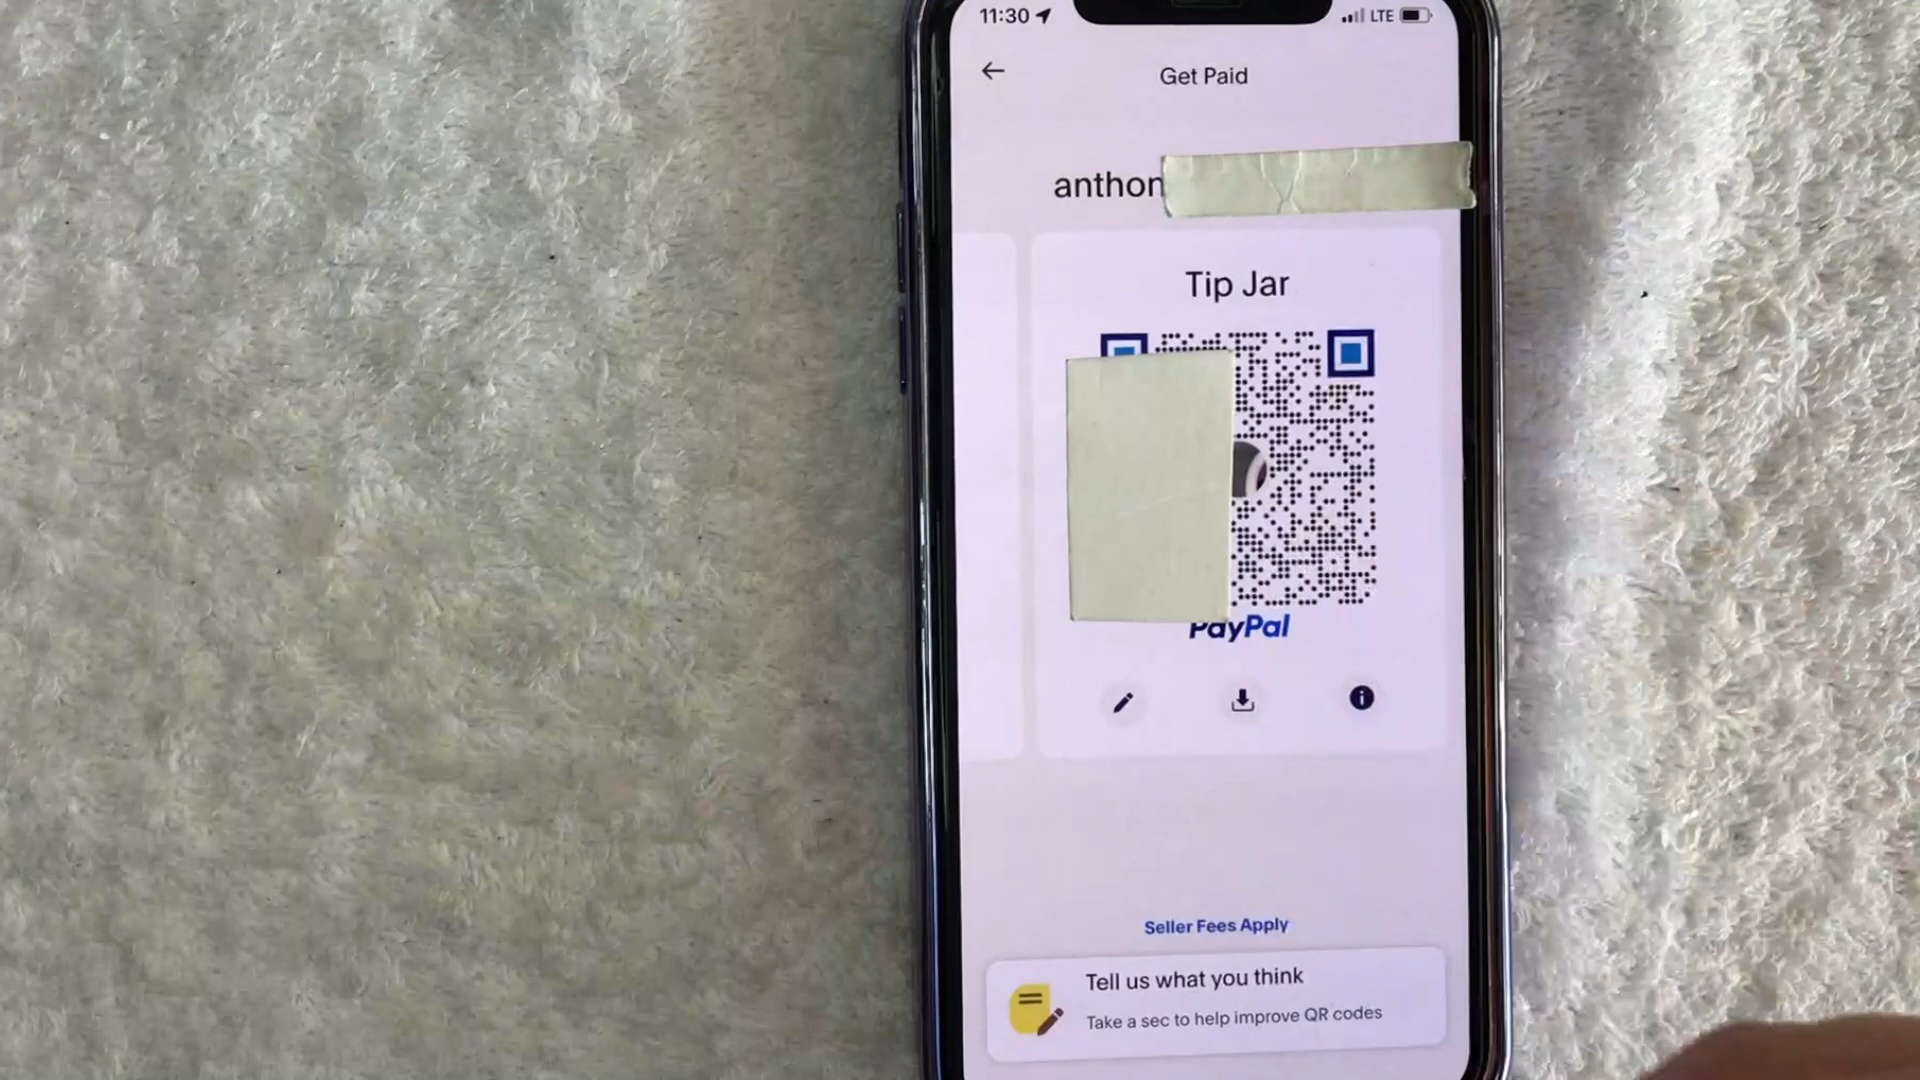 11:30 LTE
Get Paid
anthon
Tip Jar
PayPal
Seller Fees Apply
Tell us what you think
Take a sec to help improve QR codes